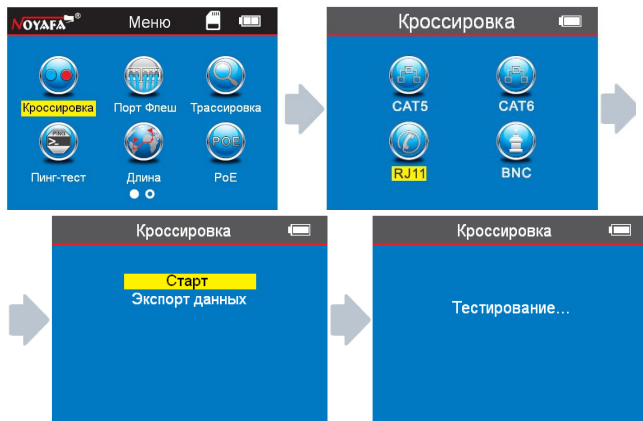 NOYAFA® Меню
Кроссировка Порт Флеш Трассировка
PING
POE
Пинг-тест Длина PoE
Кроссировка
CAT5 CAT6
RJ11 BNC
Кроссировка
Старт
Экспорт данных
Кроссировка
Тестирование...